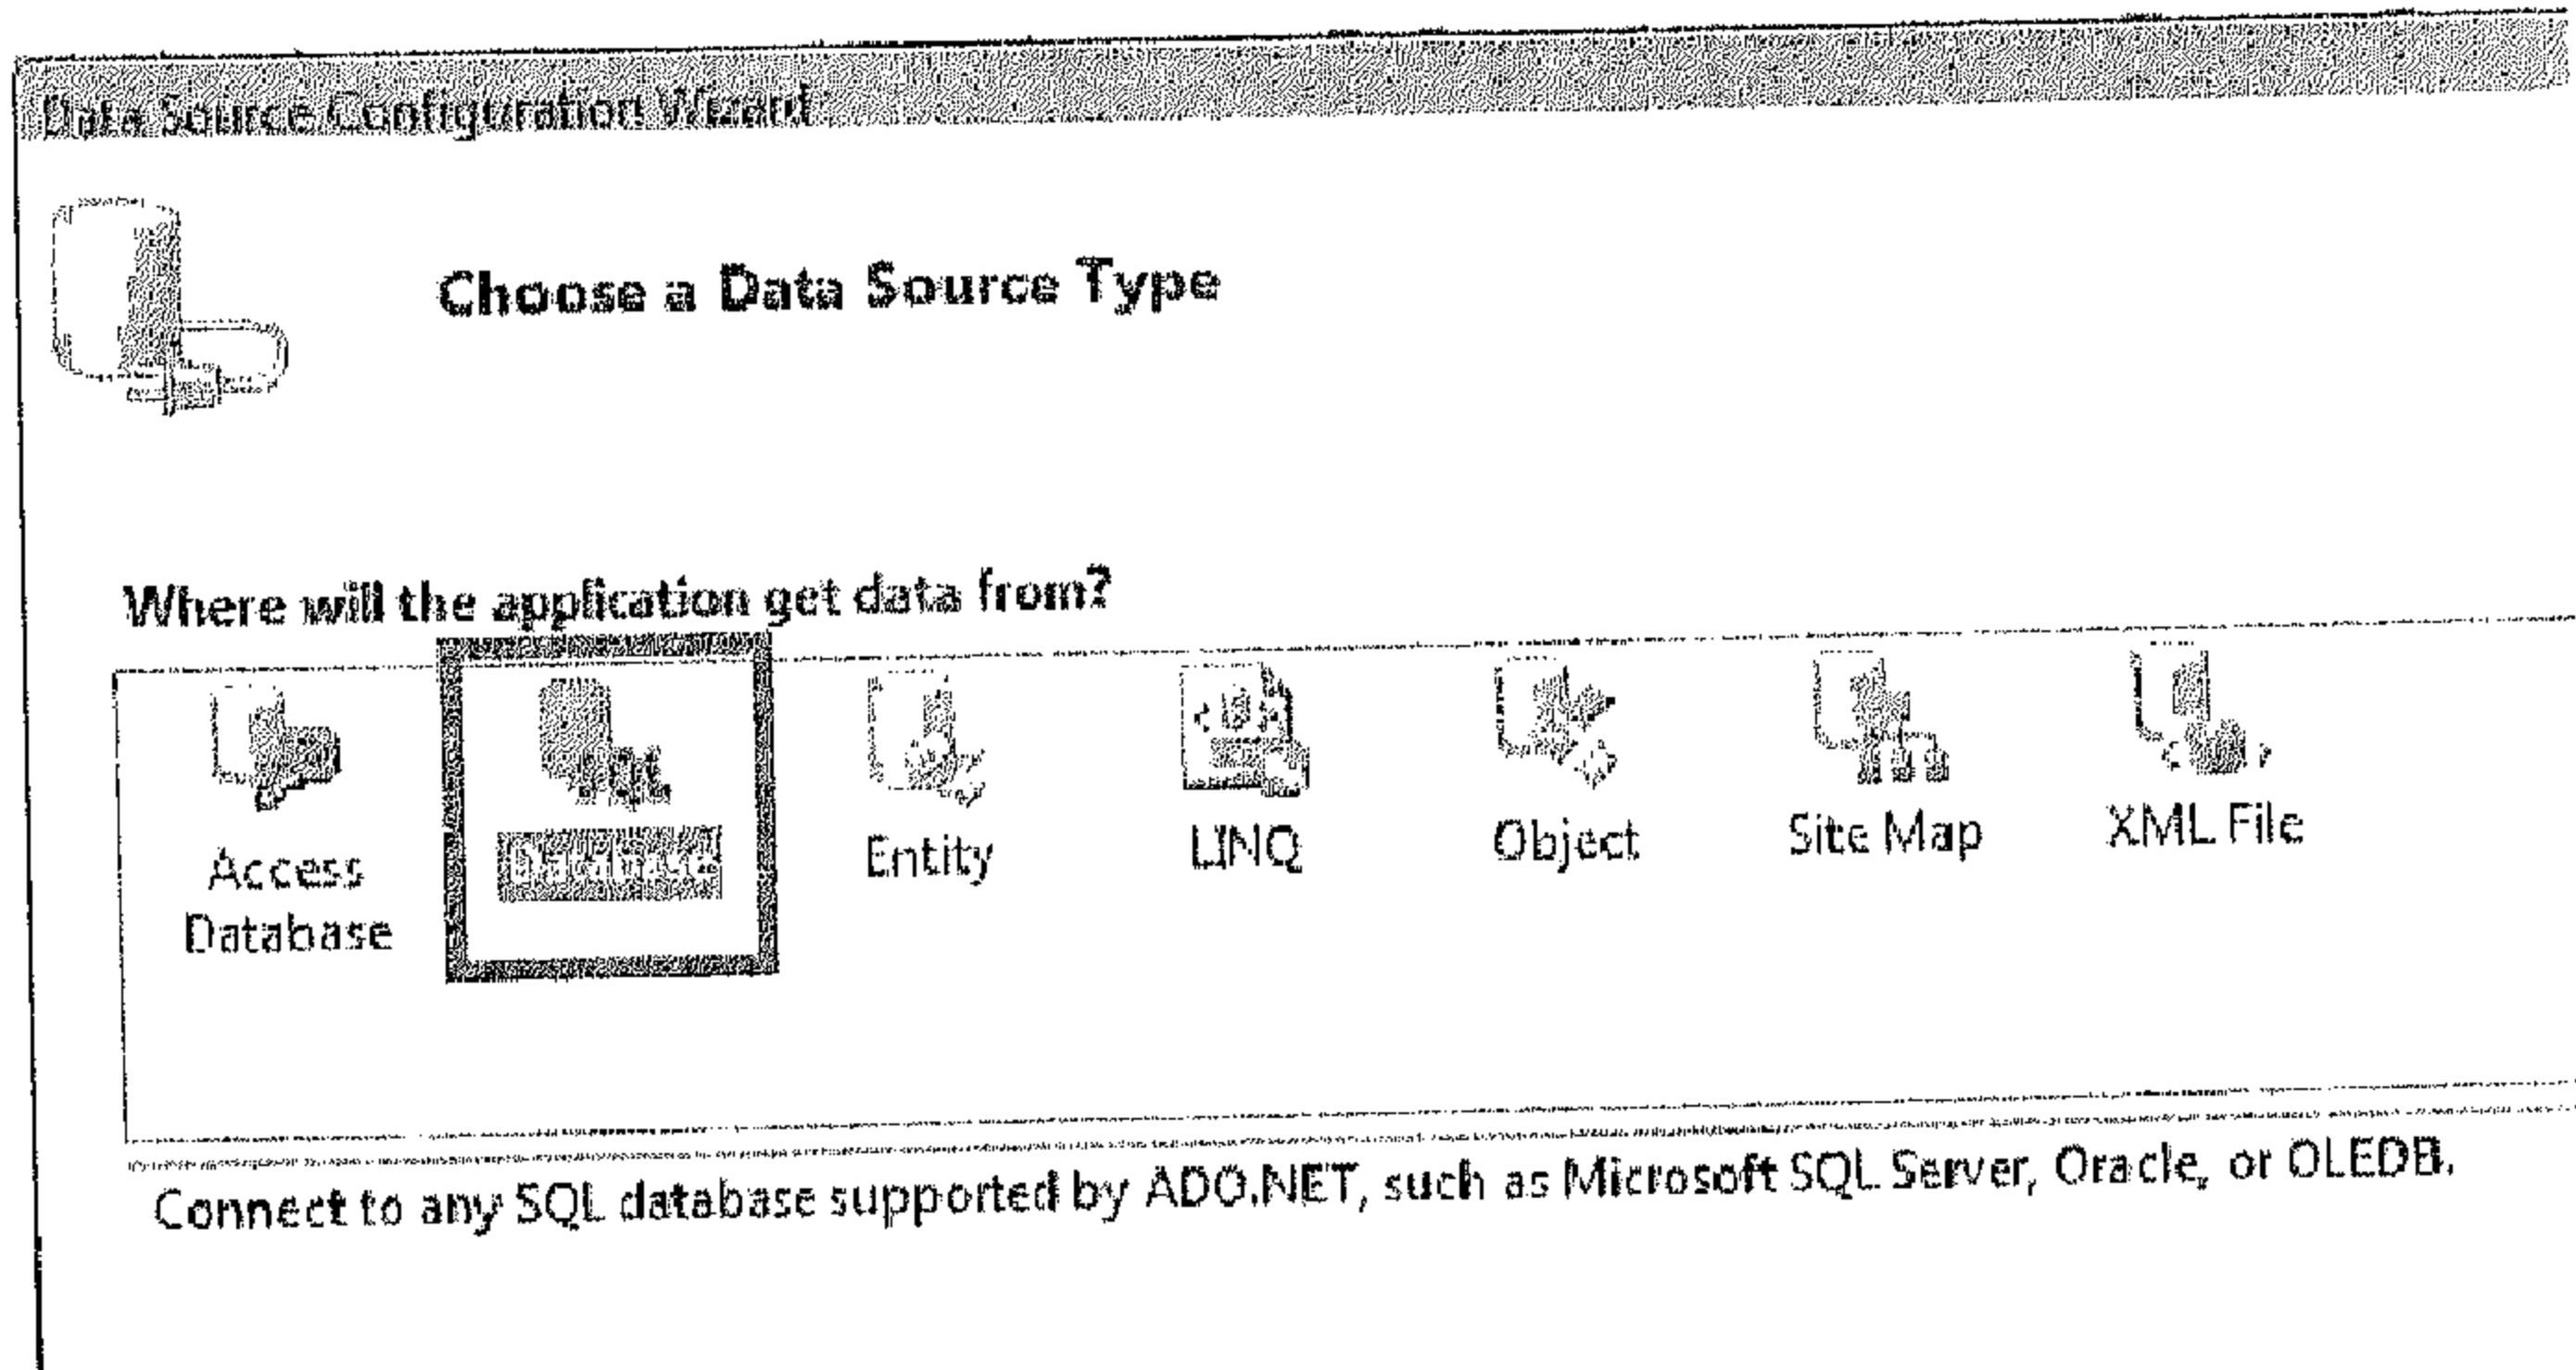 Data Source Configuration Wizard
Choose a Data Source Type
Where will the application get data from?
Access Database
Database
Entity
LINQ
Object
Site Map
XML File
Connect to any SQL database supported by ADO.NET, such as Microsoft SQL Server, Oracle, or OLEDB.